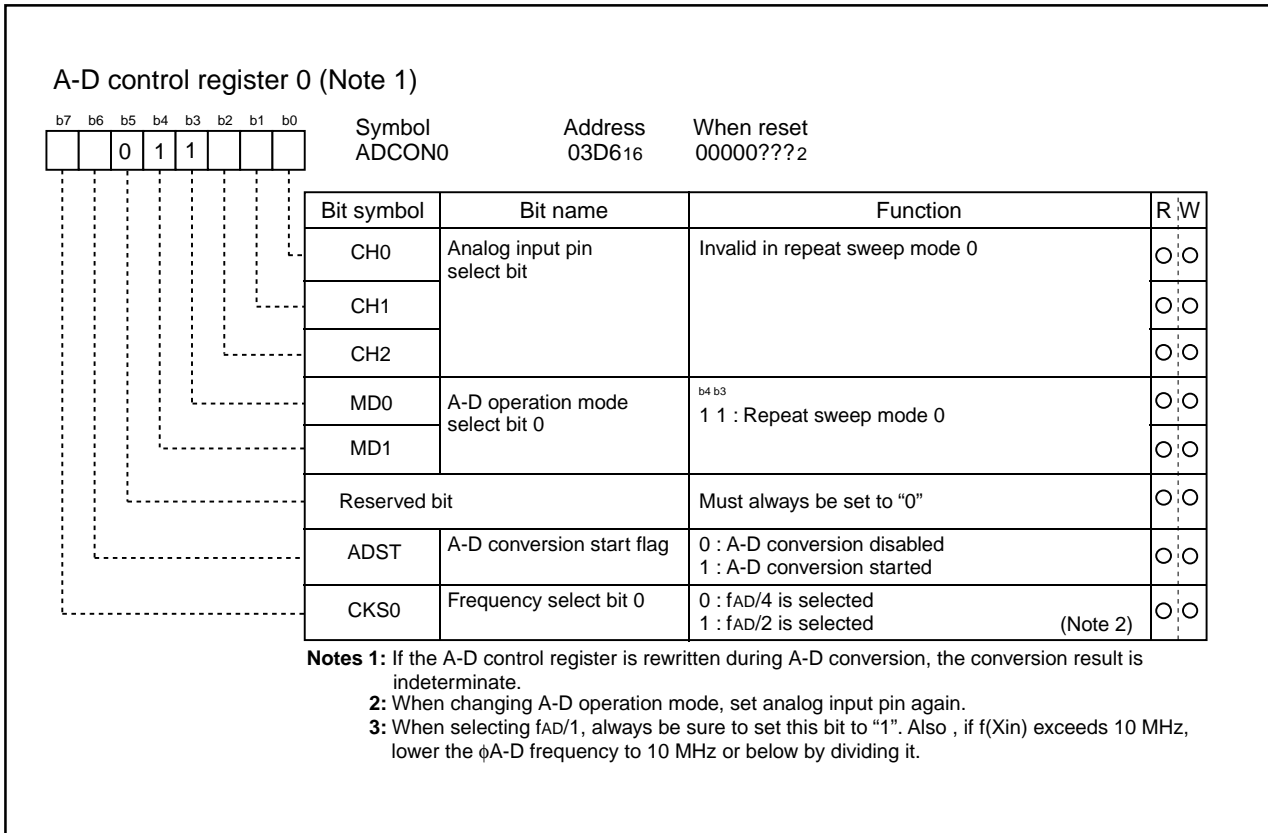 A-D control register 0 (Note 1)
b7 b6 b5 b4 b3 b2 b1 b0
0 1 1
Symbol Address When reset
ADCON0 03D616 00000???2
Bit symbol Bit name Function R W
CH0 Analog input pin select bit Invalid in repeat sweep mode 0
CH1
CH2
MD0 A-D operation mode select bit 0 b4 b3
1 1 : Repeat sweep mode 0
MD1
Reserved bit Must always be set to “0”
ADST A-D conversion start flag 0 : A-D conversion disabled
1 : A-D conversion started
CKS0 Frequency select bit 0 0 : fAD/4 is selected
1 : fAD/2 is selected (Note 2)
Notes 1: If the A-D control register is rewritten during A-D conversion, the conversion result is
indeterminate.
2: When changing A-D operation mode, set analog input pin again.
3: When selecting fAD/1, always be sure to set this bit to “1”. Also , if f(Xin) exceeds 10 MHz,
lower the ϕA-D frequency to 10 MHz or below by dividing it.